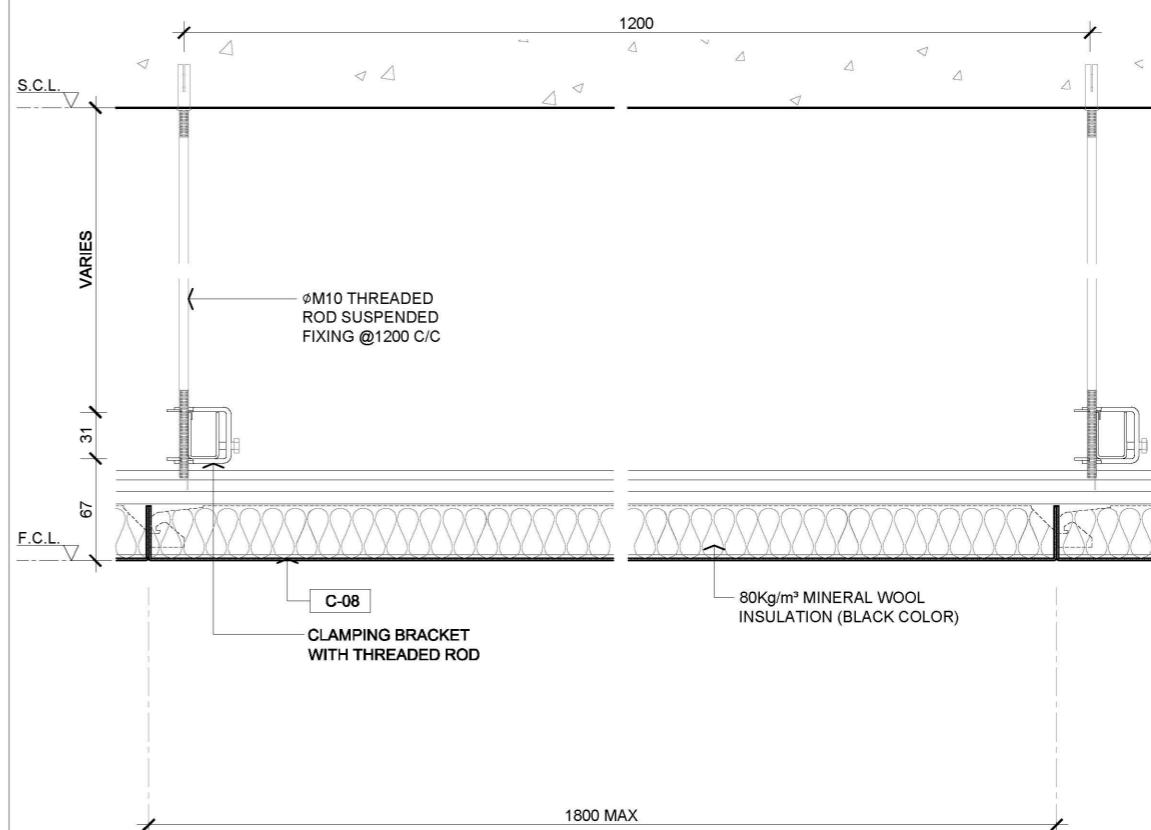 1200
S.C.L.
VARIES
φM10 THREADED
ROD SUSPENDED
FIXING @1200 C/C
31
67
F.C.L.
C-08
CLAMPING BRACKET
WITH THREADED ROD
80Kg/m³ MINERAL WOOL
INSULATION (BLACK COLOR)
1800 MAX